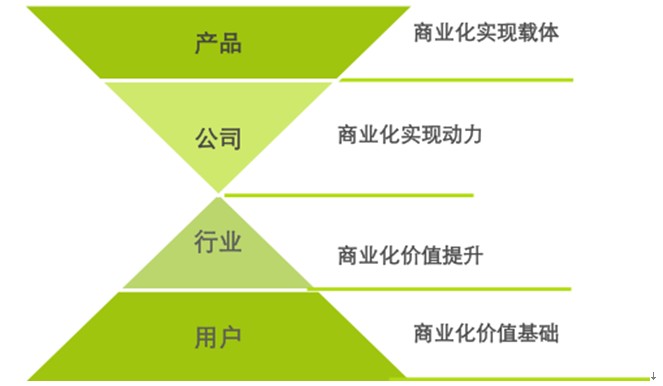 产品
商业化实现载体
公司
商业化实现动力
行业
商业化价值提升
用户
商业化价值基础